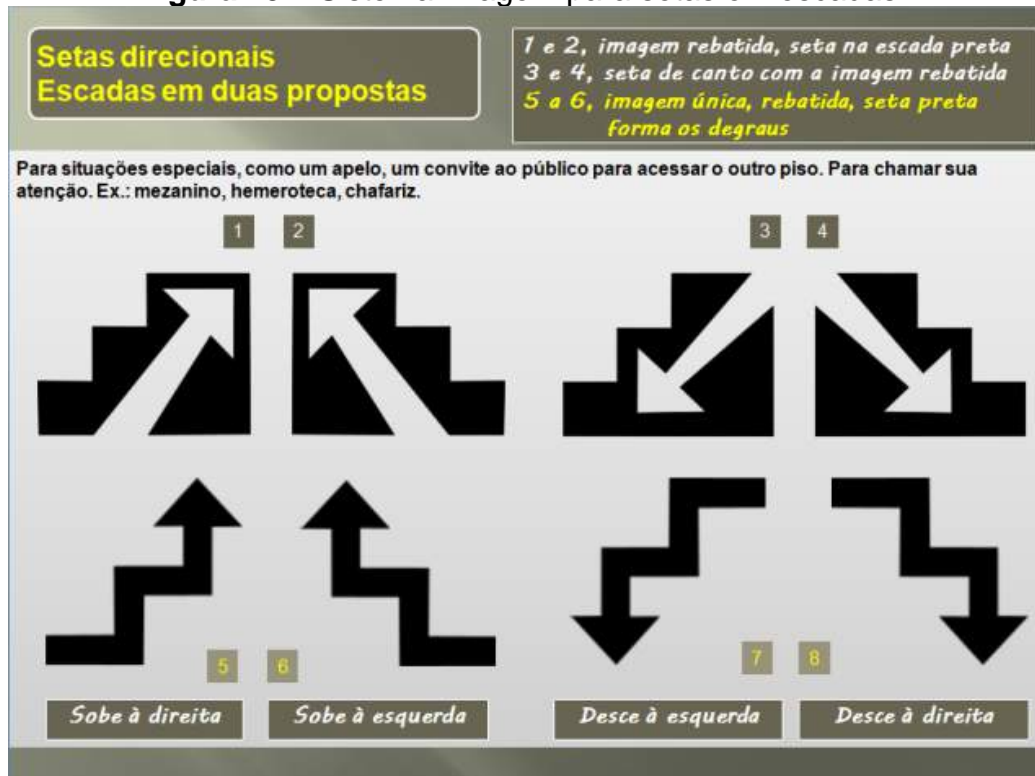 Setas direcionais
Escadas em duas propostas
1 e 2, imagem rebatida, seta na escada preta
3 e 4, seta de canto com a imagem rebatida
5 a 6, imagem única, rebatida, seta preta
forma os degraus
Para situações especiais, como um apelo, um convite ao público para acessar o outro piso. Para chamar sua
atenção. Ex.: mezanino, hemeroteca, chafariz.
1 2 3 4
5 6 7 8
Sobe à direita Sobe à esquerda Desce à esquerda Desce à direita